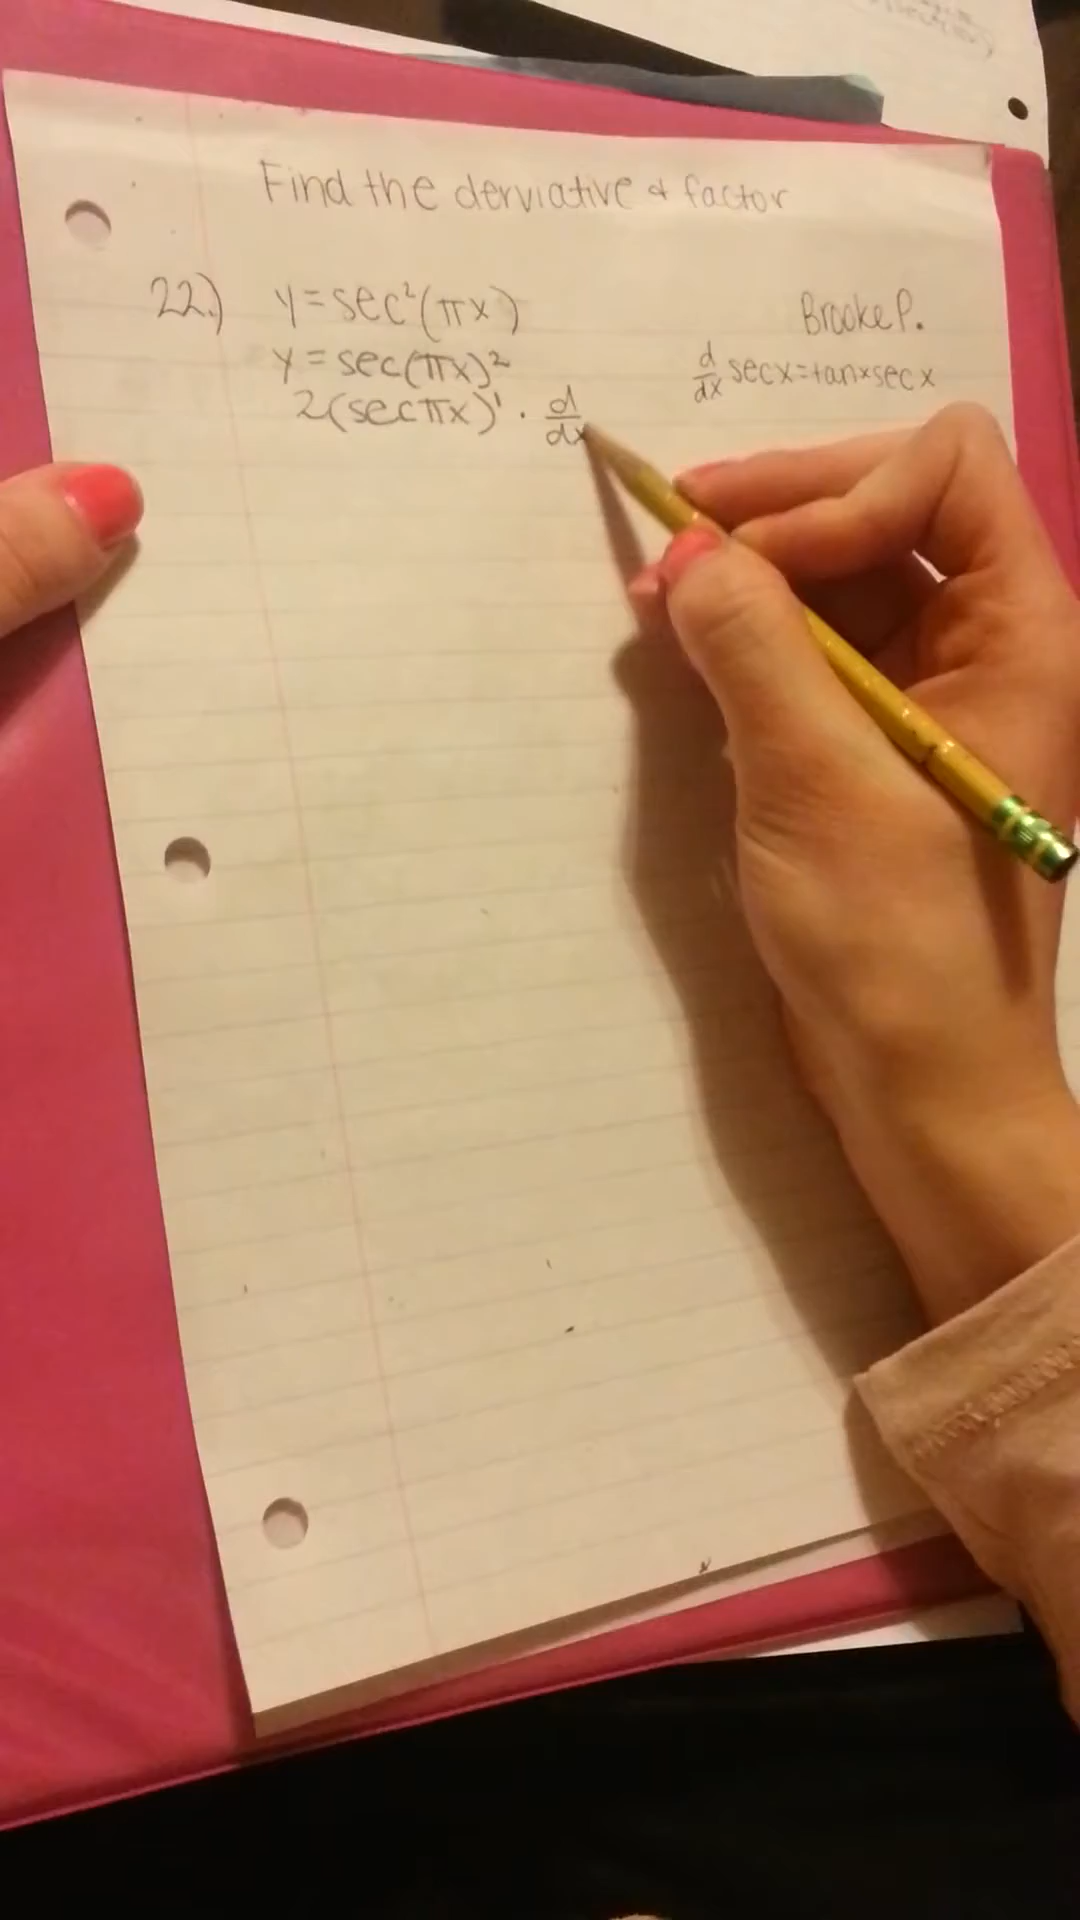 Find the derviative & factor
22.) y=sec²(πx)
Brooke P.
y=sec(πx)²
d/dx secx=tanxsecx
2(secπx)¹ · d/dx